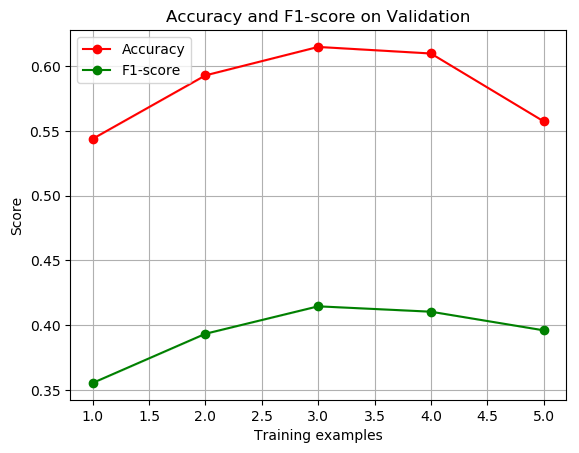 Accuracy and F1-score on Validation
Accuracy
F1-score
Score
0.60
0.55
0.50
0.45
0.40
0.35
1.0 1.5 2.0 2.5 3.0 3.5 4.0 4.5 5.0
Training examples